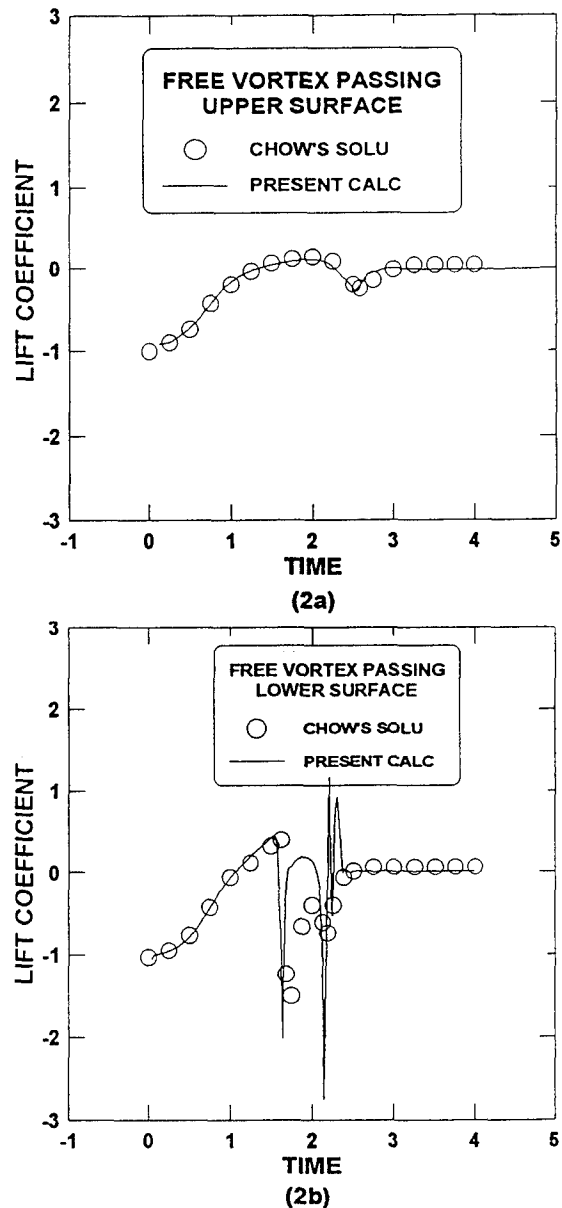 3
2
1
0
-1
-2
-3
LIFT COEFFICIENT
FREE VORTEX PASSING
UPPER SURFACE
CHOW'S SOLU
PRESENT CALC
-1 0 1 2 3 4 5
TIME
(2a)
3
2
1
0
-1
-2
-3
LIFT COEFFICIENT
FREE VORTEX PASSING
LOWER SURFACE
CHOW'S SOLU
PRESENT CALC
-1 0 1 2 3 4 5
TIME
(2b)